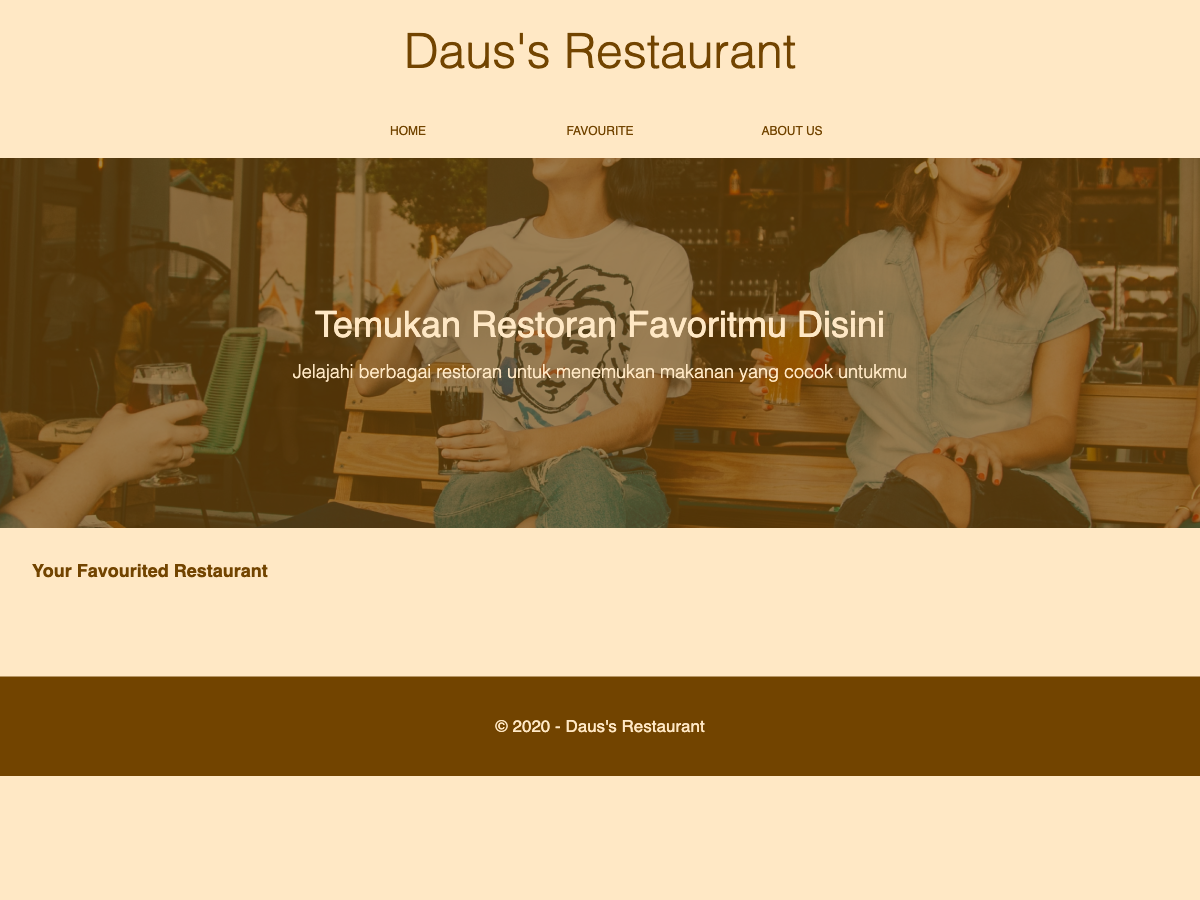 Daus's Restaurant
HOME
FAVOURITE
ABOUT US
Temukan Restoran Favoritmu Disini
Jelajahi berbagai restoran untuk menemukan makanan yang cocok untukmu
Your Favourited Restaurant
© 2020 - Daus's Restaurant